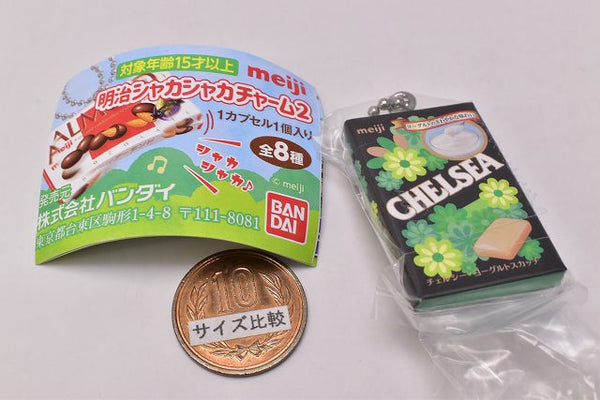 対象年齢15才以上
meiji
明治シャカシャカチャーム2
1カプセル1個入り
全8種
シャカ
シャカ♪
© meiji
ALM
meiji
発売元
株式会社バンダイ
東京都台東区駒形1-4-8 〒111-8081
BAN
DAI
10
サイズ比較
meiji
CHELSEA
チェルシー ヨーグルトスカッチ